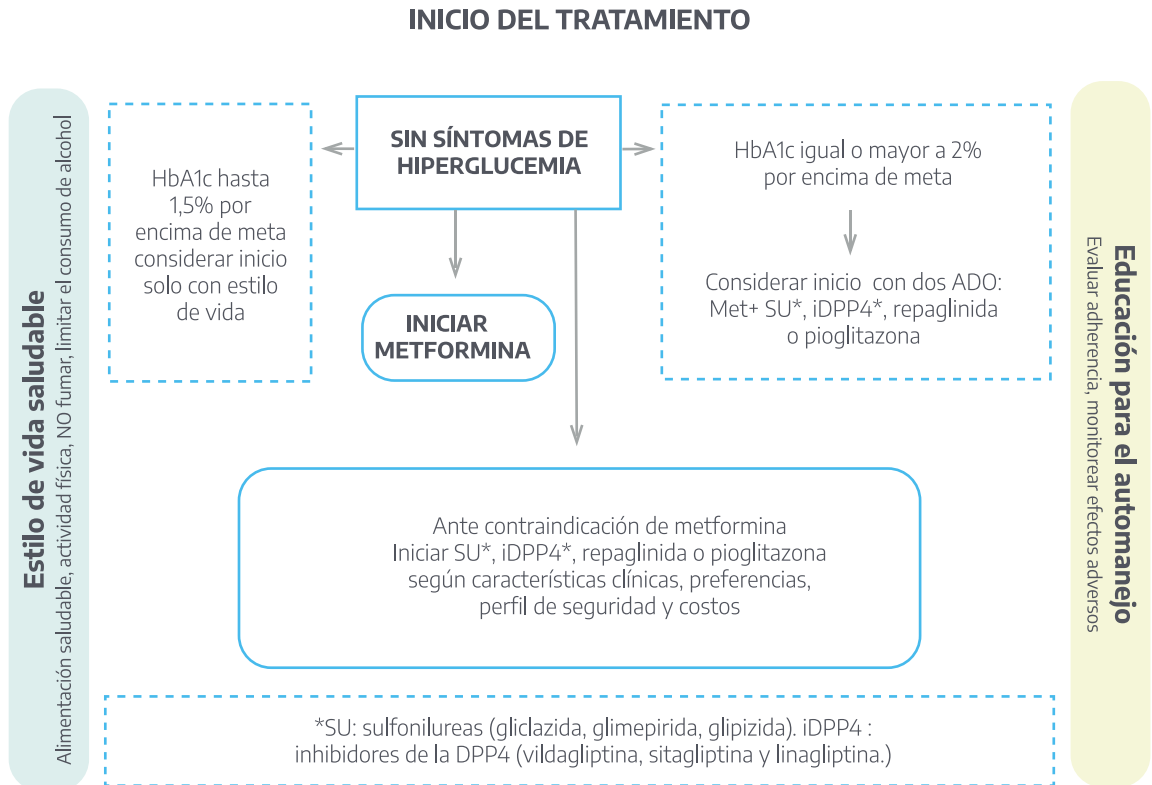 INICIO DEL TRATAMIENTO
Estilo de vida saludable
Alimentación saludable, actividad física, NO fumar, limitar el consumo de alcohol
HbA1c hasta
1,5% por
encima de meta
considerar inicio
solo con estilo
de vida
SIN SÍNTOMAS DE
HIPERGLUCEMIA
INICIAR
METFORMINA
HbA1c igual o mayor a 2%
por encima de meta
Considerar inicio con dos ADO:
Met+ SU*, iDPP4*, repaglinida
o pioglitazona
Ante contraindicación de metformina
Iniciar SU*, iDPP4*, repaglinida o pioglitazona
según características clínicas, preferencias,
perfil de seguridad y costos
*SU: sulfonilureas (gliclazida, glimepirida, glipizida). iDPP4 :
inhibidores de la DPP4 (vildagliptina, sitagliptina y linagliptina.)
Educación para el automanejo
Evaluar adherencia, monitorear efectos adversos